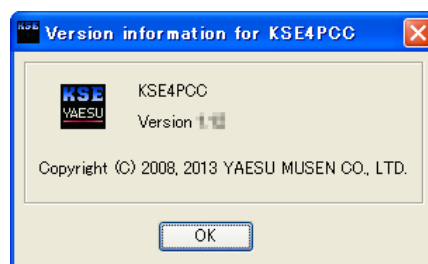 KSE
Version information for KSE4PCC
KSE
YAESU
KSE4PCC
Version
Copyright (C) 2008, 2013 YAESU MUSEN CO., LTD.
OK